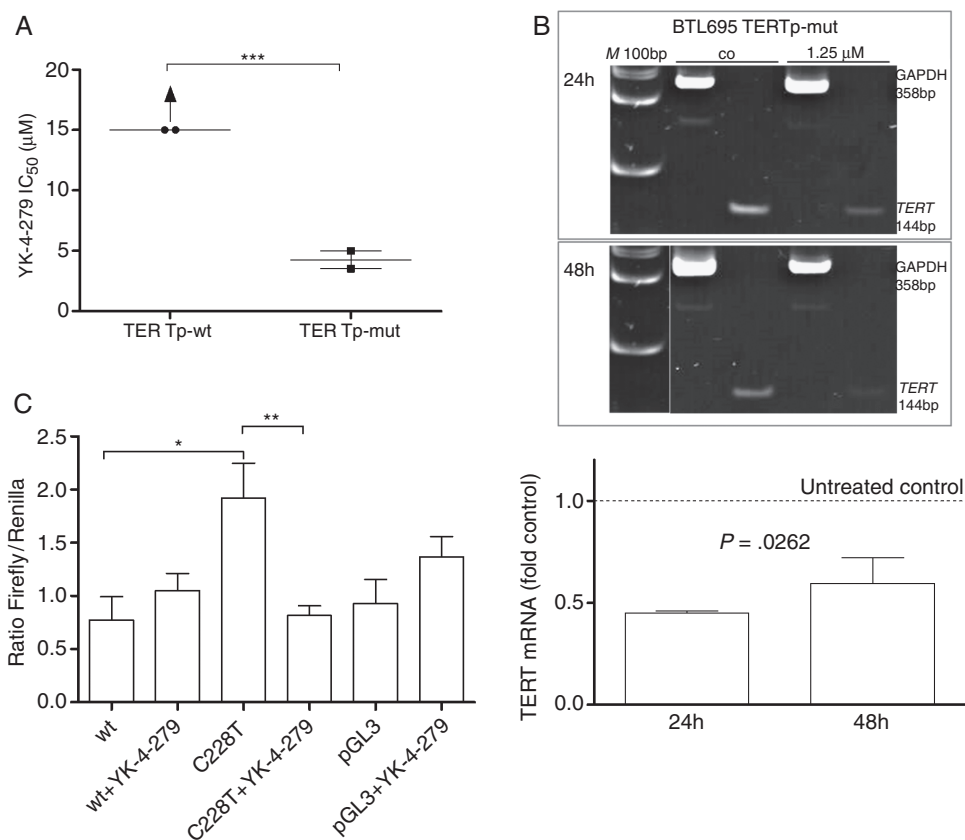 A
***
YK-4-279 IC50 (μM)
20
15
10
5
0
TER Tp-wt
TER Tp-mut
B
BTL695 TERTp-mut
M 100bp
co
1.25 μM
24h
GAPDH
358bp
TERT
144bp
48h
GAPDH
358bp
TERT
144bp
TERT mRNA (fold control)
1.0
0.5
0.0
Untreated control
P = .0262
24h
48h
C
*
**
Ratio Firefly/Renilla
2.5
2.0
1.5
1.0
0.5
0.0
wt
wt+YK-4-279
C228T
C228T+YK-4-279
pGL3
pGL3+YK-4-279